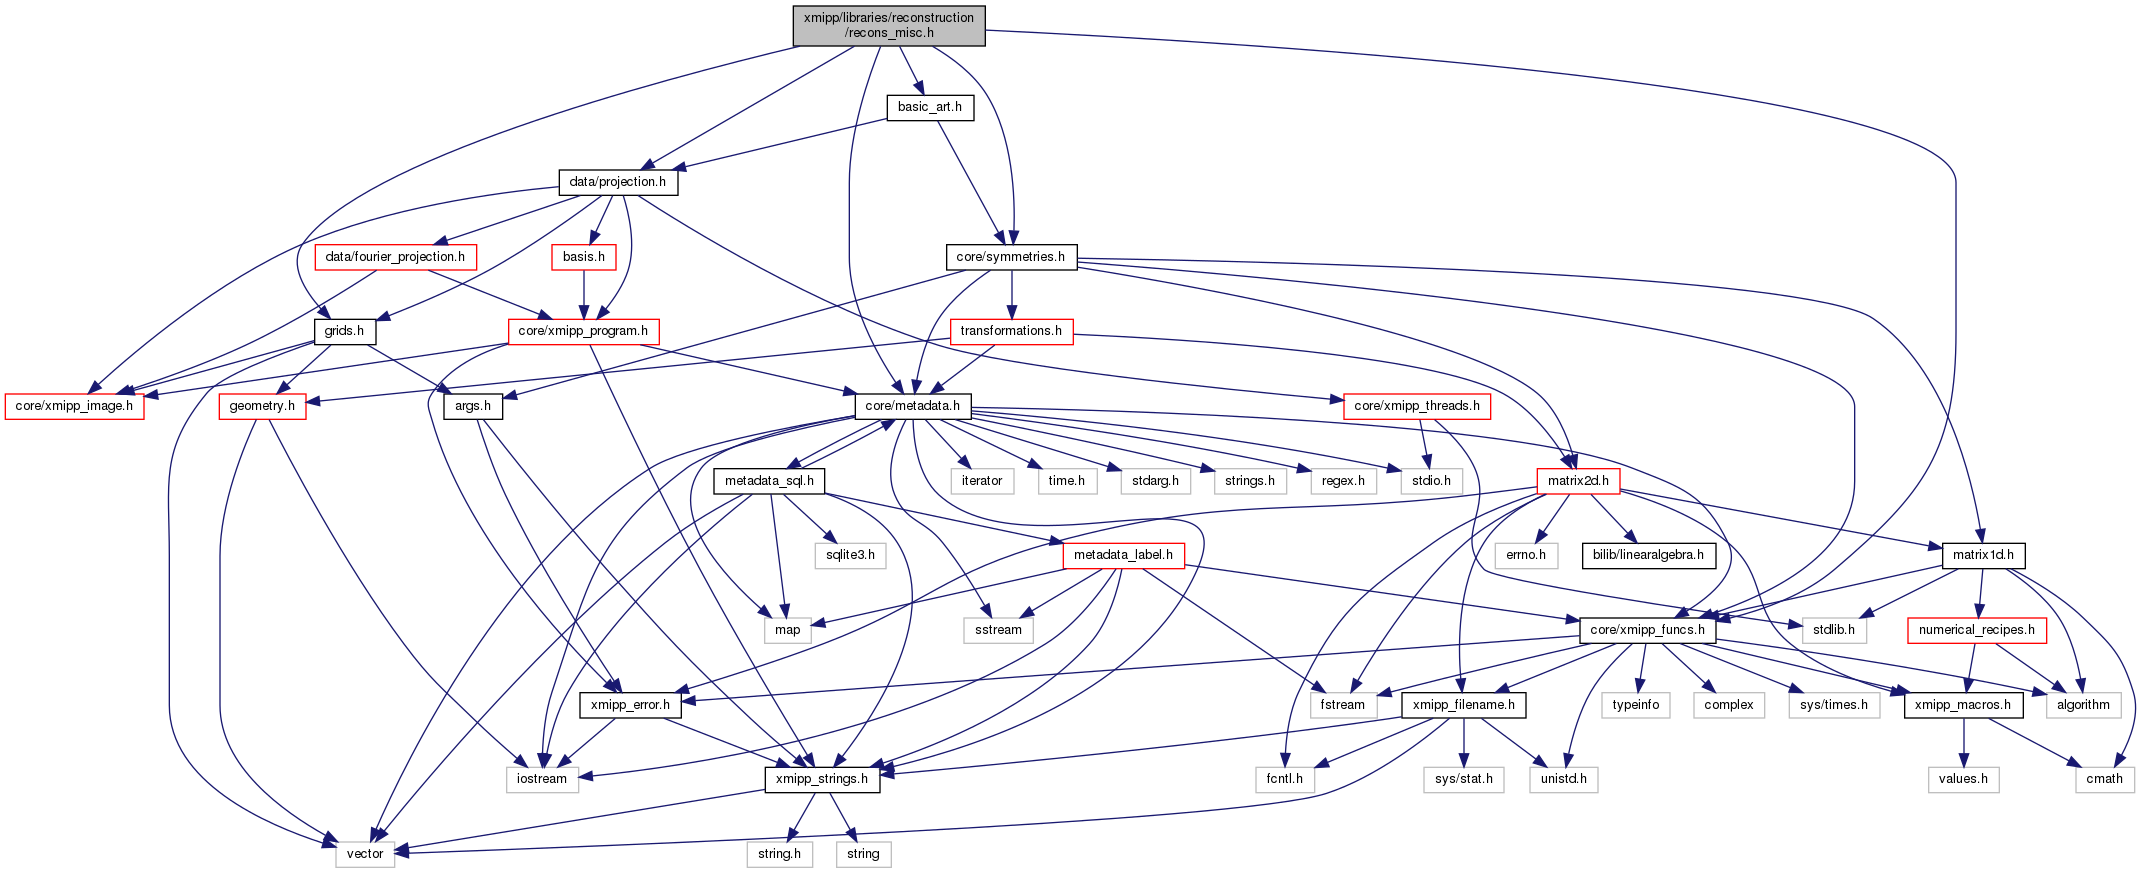 xmipp/libraries/reconstruction
/recons_misc.h
basic_art.h
data/projection.h
data/fourier_projection.h
basis.h
core/symmetries.h
grids.h
core/xmipp_program.h
transformations.h
core/xmipp_image.h
geometry.h
args.h
core/metadata.h
core/xmipp_threads.h
metadata_sql.h
iterator
time.h
stdarg.h
strings.h
regex.h
stdio.h
matrix2d.h
sqlite3.h
metadata_label.h
errno.h
bilib/linearalgebra.h
matrix1d.h
map
sstream
core/xmipp_funcs.h
stdlib.h
numerical_recipes.h
xmipp_error.h
fstream
xmipp_filename.h
typeinfo
complex
sys/times.h
xmipp_macros.h
algorithm
iostream
xmipp_strings.h
fcntl.h
sys/stat.h
unistd.h
values.h
cmath
vector
string.h
string